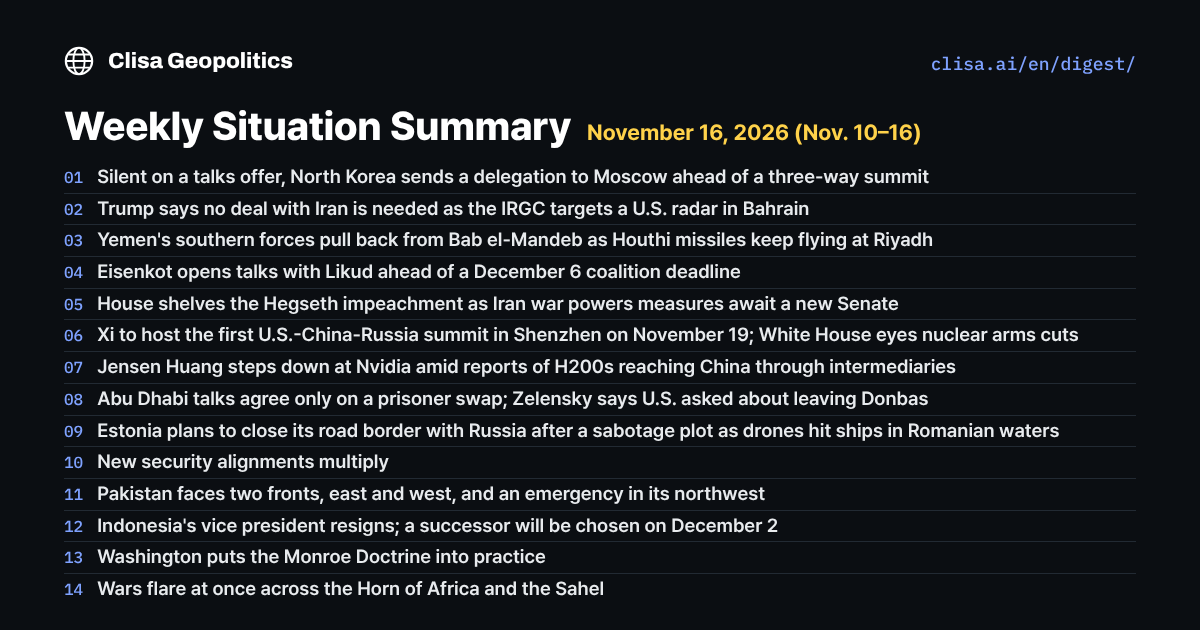 Clisa Geopolitics
clisa.ai/en/digest/
Weekly Situation Summary November 16, 2026 (Nov. 10–16)
01 Silent on a talks offer, North Korea sends a delegation to Moscow ahead of a three-way summit
02 Trump says no deal with Iran is needed as the IRGC targets a U.S. radar in Bahrain
03 Yemen's southern forces pull back from Bab el-Mandeb as Houthi missiles keep flying at Riyadh
04 Eisenkot opens talks with Likud ahead of a December 6 coalition deadline
05 House shelves the Hegseth impeachment as Iran war powers measures await a new Senate
06 Xi to host the first U.S.-China-Russia summit in Shenzhen on November 19; White House eyes nuclear arms cuts
07 Jensen Huang steps down at Nvidia amid reports of H200s reaching China through intermediaries
08 Abu Dhabi talks agree only on a prisoner swap; Zelensky says U.S. asked about leaving Donbas
09 Estonia plans to close its road border with Russia after a sabotage plot as drones hit ships in Romanian waters
10 New security alignments multiply
11 Pakistan faces two fronts, east and west, and an emergency in its northwest
12 Indonesia's vice president resigns; a successor will be chosen on December 2
13 Washington puts the Monroe Doctrine into practice
14 Wars flare at once across the Horn of Africa and the Sahel